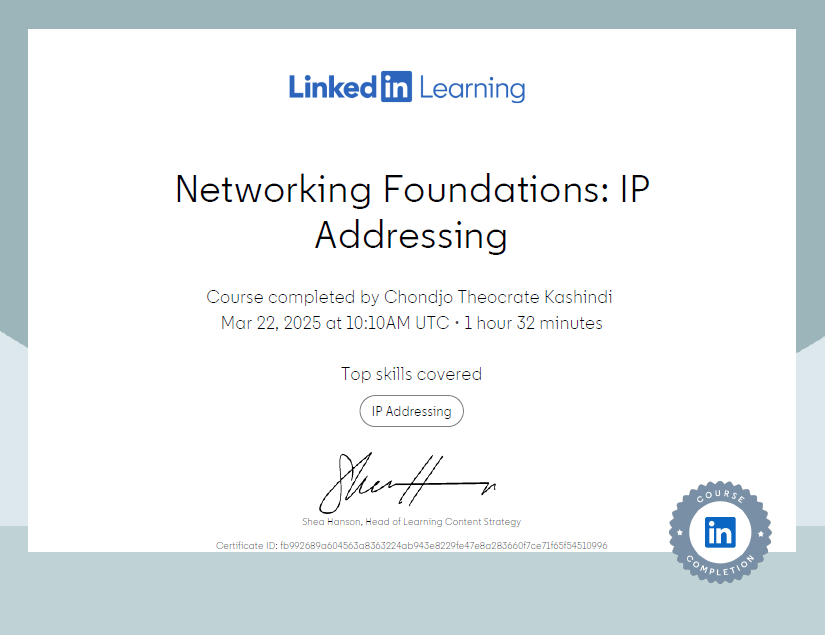 LinkedIn Learning
Networking Foundations: IP
Addressing
Course completed by Chondjo Theocrate Kashindi
Mar 22, 2025 at 10:10AM UTC • 1 hour 32 minutes
Top skills covered
IP Addressing
Shea Hanson, Head of Learning Content Strategy
Certificate ID: fb992689a604563a8363224ab943e8229fe47e8a283660f7ce71f65f54510996
COURSE
in
COMPLETION